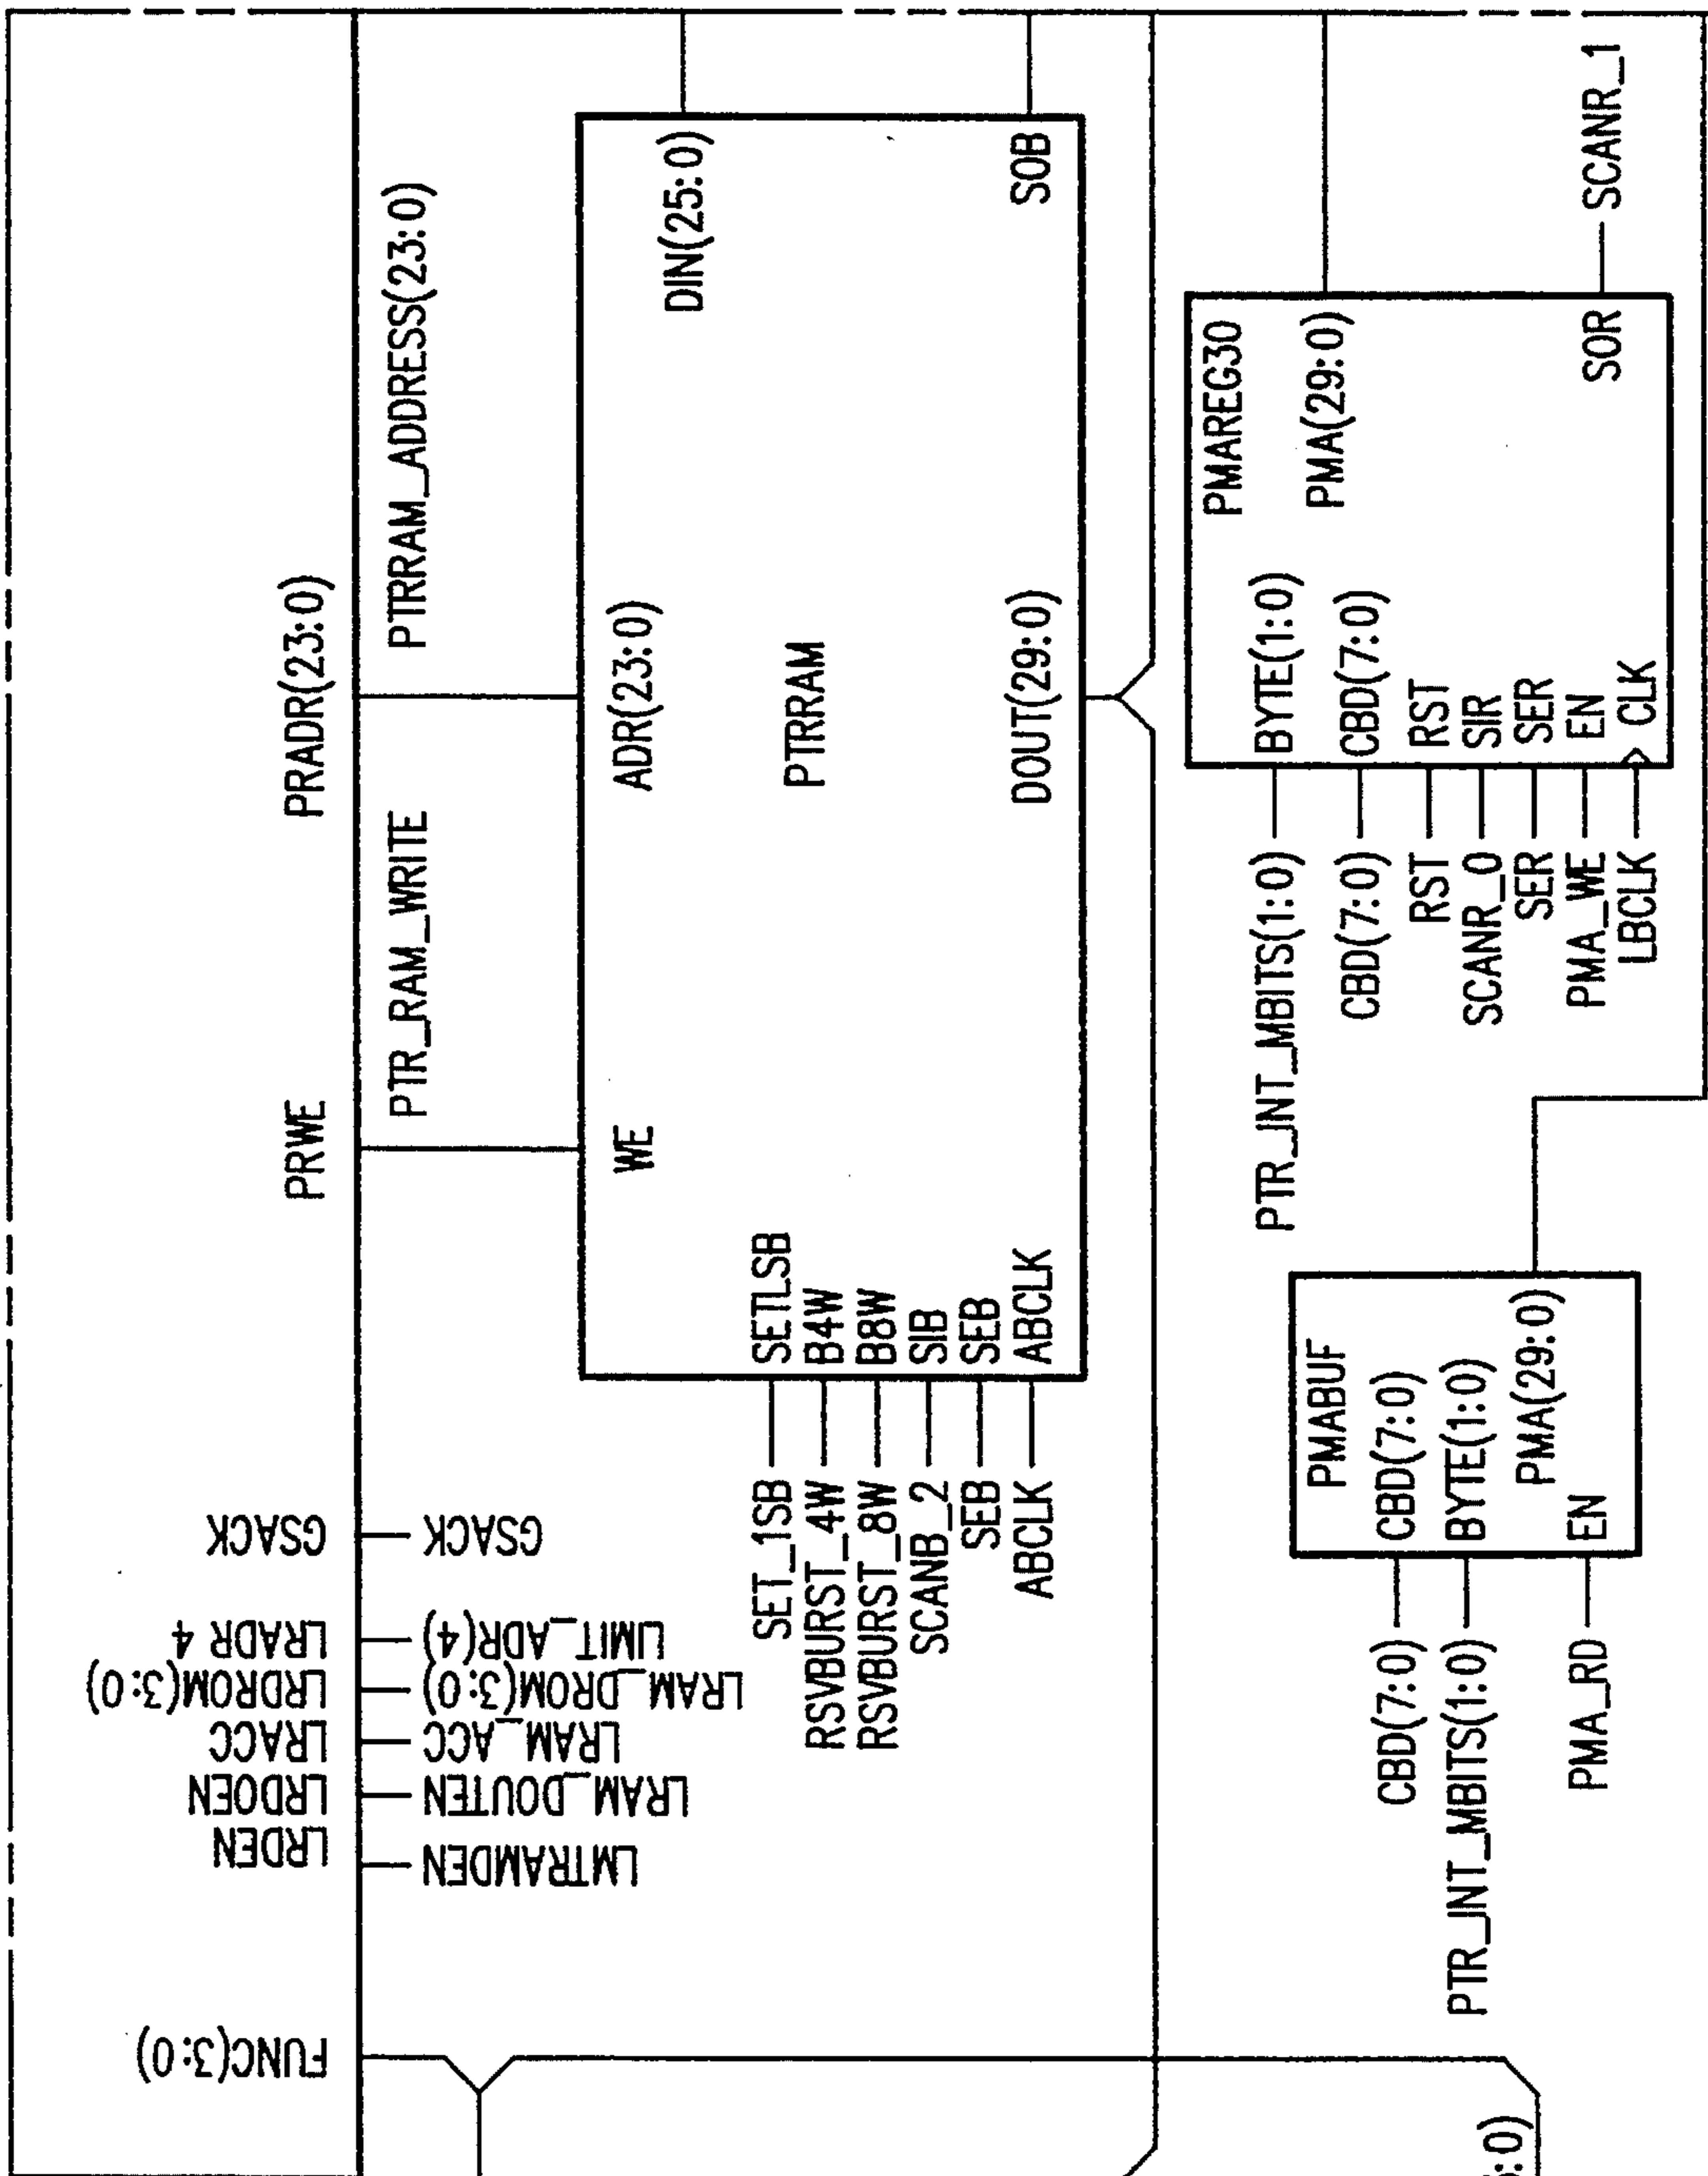 FUNC(3:0)
LRDEN
LRDOEN
LRACC
LRDROM(3:0)
LRADR 4
GSACK
PRWE
PRADR(23:0)
LMTRAMDEN
LRAM_DOUTEN
LRAM_ACC
LRAM_DROM(3:0)
LIMIT_ADR(4)
GSACK
PTR_RAM_WRITE
PTRRAM_ADDRESS(23:0)
WE
ADR(23:0)
PTRRAM
DIN(25:0)
SOB
DOUT(29:0)
SET_1SB
SETLSB
RSVBURST_4W
B4W
RSVBURST_8W
B8W
SCANB_2
SIB
SEB
SEB
ABCLK
ABCLK
PMABUF
CBD(7:0)
CBD(7:0)
PTR_INT_MBITS(1:0)
BYTE(1:0)
PMA(29:0)
PMA_RD
EN
PMAREG30
PTR_INT_MBITS(1:0)
BYTE(1:0)
PMA(29:0)
CBD(7:0)
CBD(7:0)
RST
RST
SCANR_0
SIR
SER
SER
PMA_WE
EN
LBCLK
CLK
SOR
SCANR_1
:0)